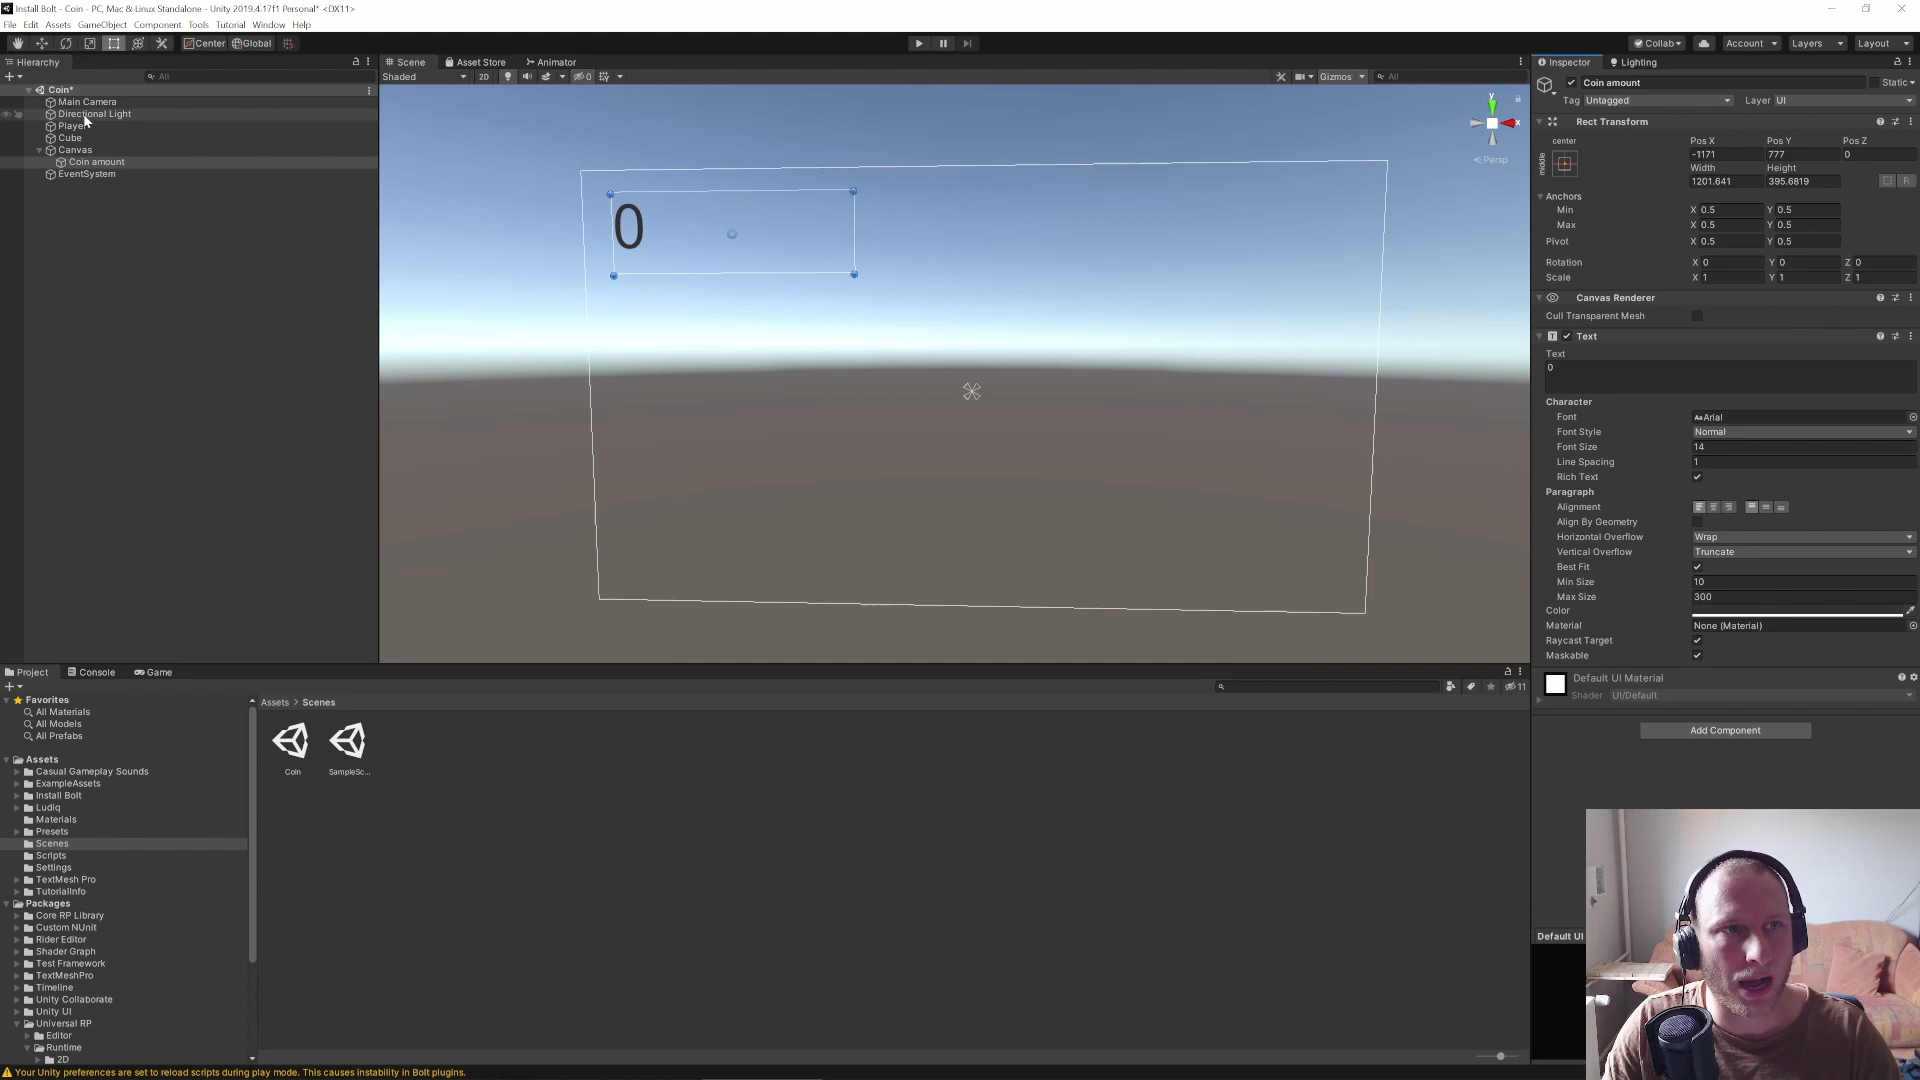 Install Bolt - Coin - PC, Mac & Linux Standalone - Unity 2019.4.17f1 Personal* <DX11>
File Edit Assets GameObject Component Tools Tutorial Window Help
Center Global Collab Account Layers Layout
Hierarchy
All
Coin*
Main Camera
Directional Light
Player
Cube
Canvas
Coin amount
EventSystem
Scene Asset Store Animator
Shaded 2D 0 Gizmos All
y
x
Persp
0
Inspector Lighting
Coin amount Static
Tag Untagged Layer UI
Rect Transform
center Pos X Pos Y Pos Z
middle -1171 777 0
Width Height
1201.641 395.6819 R
Anchors
Min X 0.5 Y 0.5
Max X 0.5 Y 0.5
Pivot X 0.5 Y 0.5
Rotation X 0 Y 0 Z 0
Scale X 1 Y 1 Z 1
Canvas Renderer
Cull Transparent Mesh
T Text
Text
0
Character
Font Aa Arial
Font Style Normal
Font Size 14
Line Spacing 1
Rich Text
Paragraph
Alignment
Align By Geometry
Horizontal Overflow Wrap
Vertical Overflow Truncate
Best Fit
Min Size 10
Max Size 300
Color
Material None (Material)
Raycast Target
Maskable
Default UI Material
Shader UI/Default
Add Component
Default UI
Project Console Game
11
Favorites
All Materials
All Models
All Prefabs
Assets
Casual Gameplay Sounds
ExampleAssets
Install Bolt
Ludiq
Materials
Presets
Scenes
Scripts
Settings
TextMesh Pro
TutorialInfo
Packages
Core RP Library
Custom NUnit
Rider Editor
Shader Graph
Test Framework
TextMeshPro
Timeline
Unity Collaborate
Unity UI
Universal RP
Editor
Runtime
2D
Assets > Scenes
Coin SampleSc...
Your Unity preferences are set to reload scripts during play mode. This causes instability in Bolt plugins.